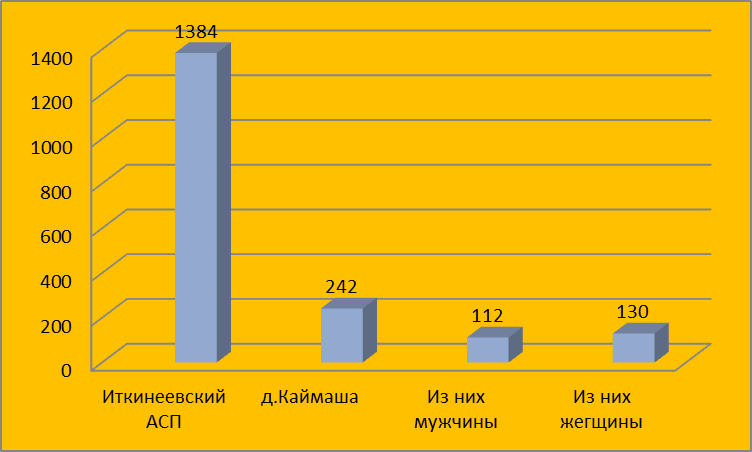 1384
1400
1200
1000
800
600
400
200
0
242
112
130
Иткинеевский
АСП
д.Каймаша
Из них
мужчины
Из них
жегщины